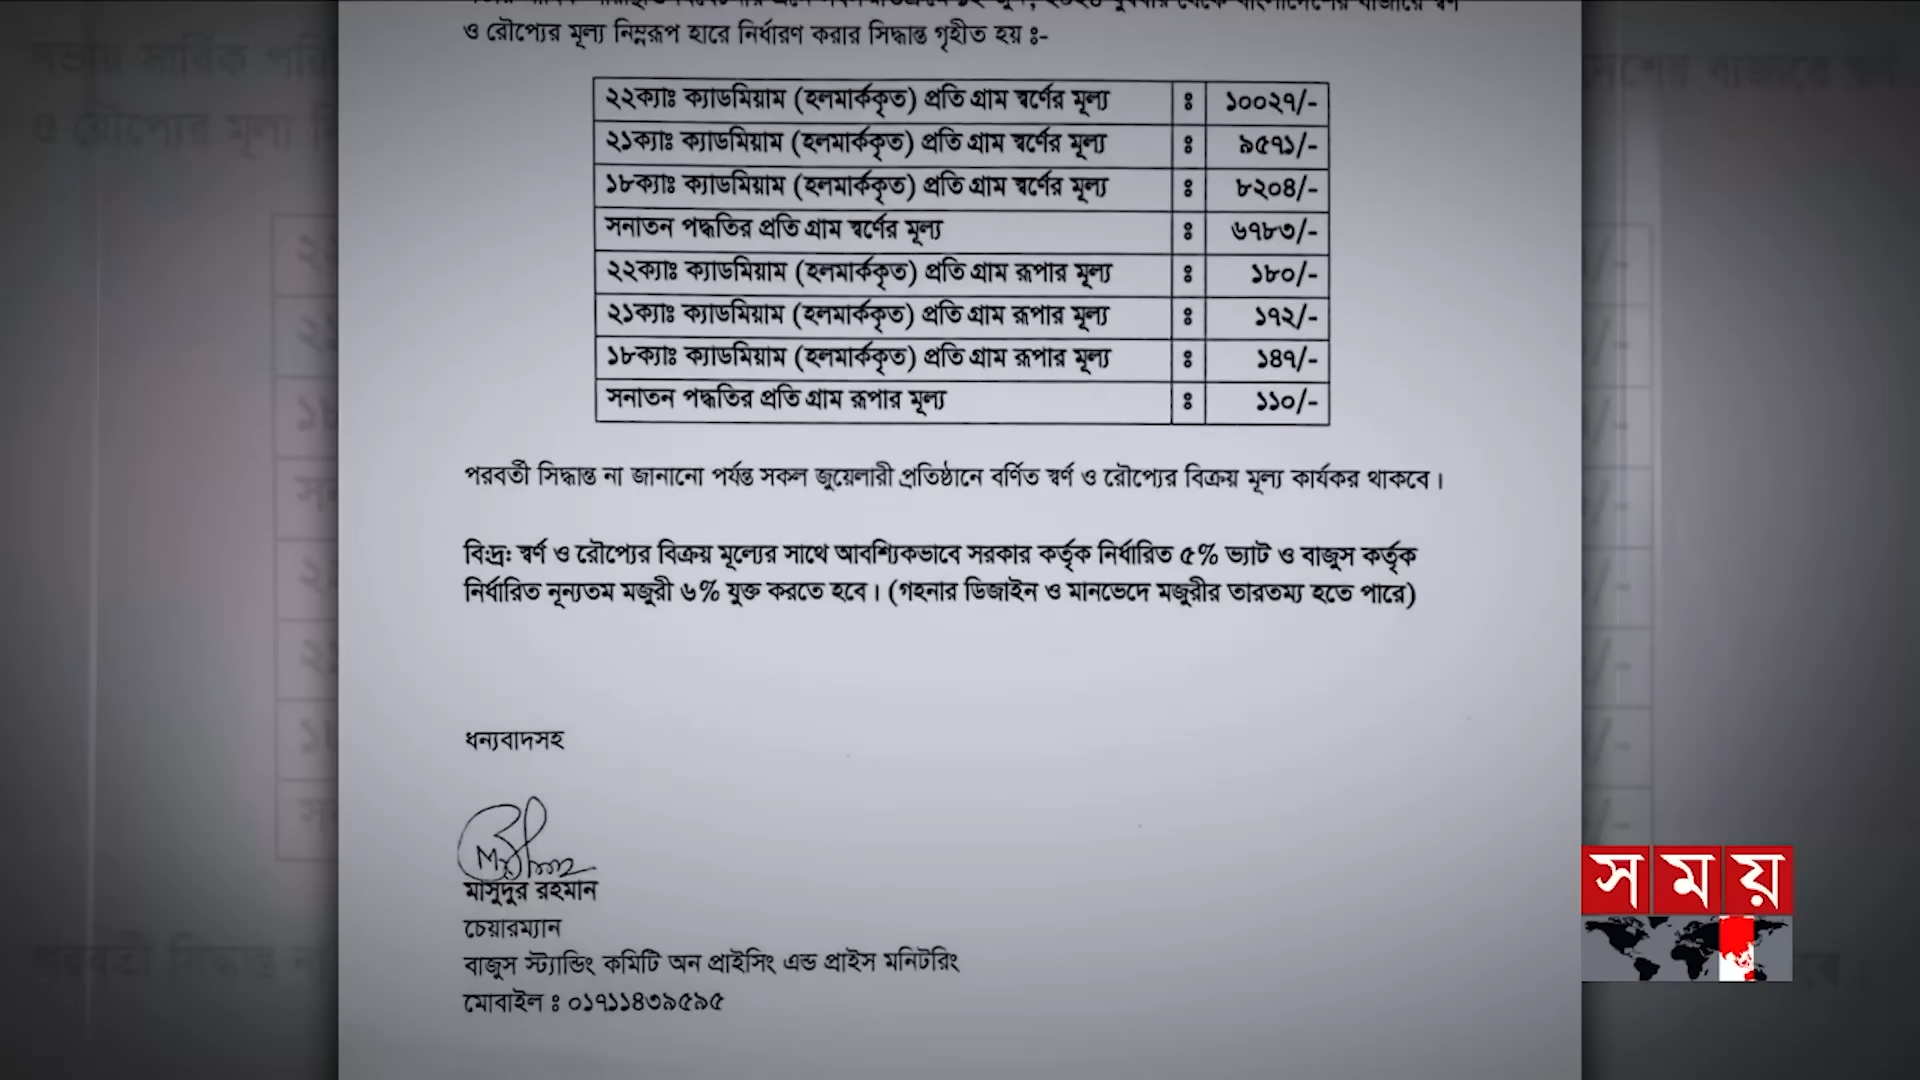 ও রৌপ্যের মূল্য নিম্নরূপ হারে নির্ধারণ করার সিদ্ধান্ত গৃহীত হয় ঃ-
২২ক্যাঃ ক্যাডমিয়াম (হলমার্ককৃত) প্রতি গ্রাম স্বর্ণের মূল্য ঃ ১০০২৭/-
২১ক্যাঃ ক্যাডমিয়াম (হলমার্ককৃত) প্রতি গ্রাম স্বর্ণের মূল্য ঃ ৯৫৭১/-
১৮ক্যাঃ ক্যাডমিয়াম (হলমার্ককৃত) প্রতি গ্রাম স্বর্ণের মূল্য ঃ ৮২০৪/-
সনাতন পদ্ধতির প্রতি গ্রাম স্বর্ণের মূল্য ঃ ৬৭৮৩/-
২২ক্যাঃ ক্যাডমিয়াম (হলমার্ককৃত) প্রতি গ্রাম রূপার মূল্য ঃ ১৮০/-
২১ক্যাঃ ক্যাডমিয়াম (হলমার্ককৃত) প্রতি গ্রাম রূপার মূল্য ঃ ১৭২/-
১৮ক্যাঃ ক্যাডমিয়াম (হলমার্ককৃত) প্রতি গ্রাম রূপার মূল্য ঃ ১৪৭/-
সনাতন পদ্ধতির প্রতি গ্রাম রূপার মূল্য ঃ ১১০/-
পরবর্তী সিদ্ধান্ত না জানানো পর্যন্ত সকল জুয়েলারী প্রতিষ্ঠানে বর্ণিত স্বর্ণ ও রৌপ্যের বিক্রয় মূল্য কার্যকর থাকবে।
বি:দ্র: স্বর্ণ ও রৌপ্যের বিক্রয় মূল্যের সাথে আবশ্যিকভাবে সরকার কর্তৃক নির্ধারিত ৫% ভ্যাট ও বাজুস কর্তৃক
নির্ধারিত নূন্যতম মজুরী ৬% যুক্ত করতে হবে। (গহনার ডিজাইন ও মানভেদে মজুরীর তারতম্য হতে পারে)
ধন্যবাদসহ
মাসুদুর রহমান
চেয়ারম্যান
বাজুস স্ট্যান্ডিং কমিটি অন প্রাইসিং এন্ড প্রাইস মনিটরিং
মোবাইল ঃ ০১৭১১৪৩৯৫৯৫
সময়